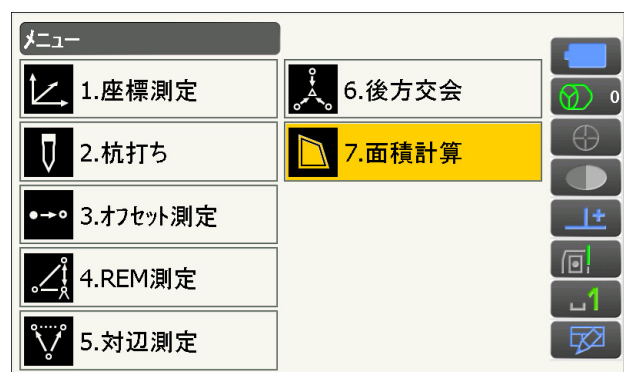 メニュー
1.座標測定
2.杭打ち
3.オフセット測定
4.REM測定
5.対辺測定
6.後方交会
7.面積計算
0
1